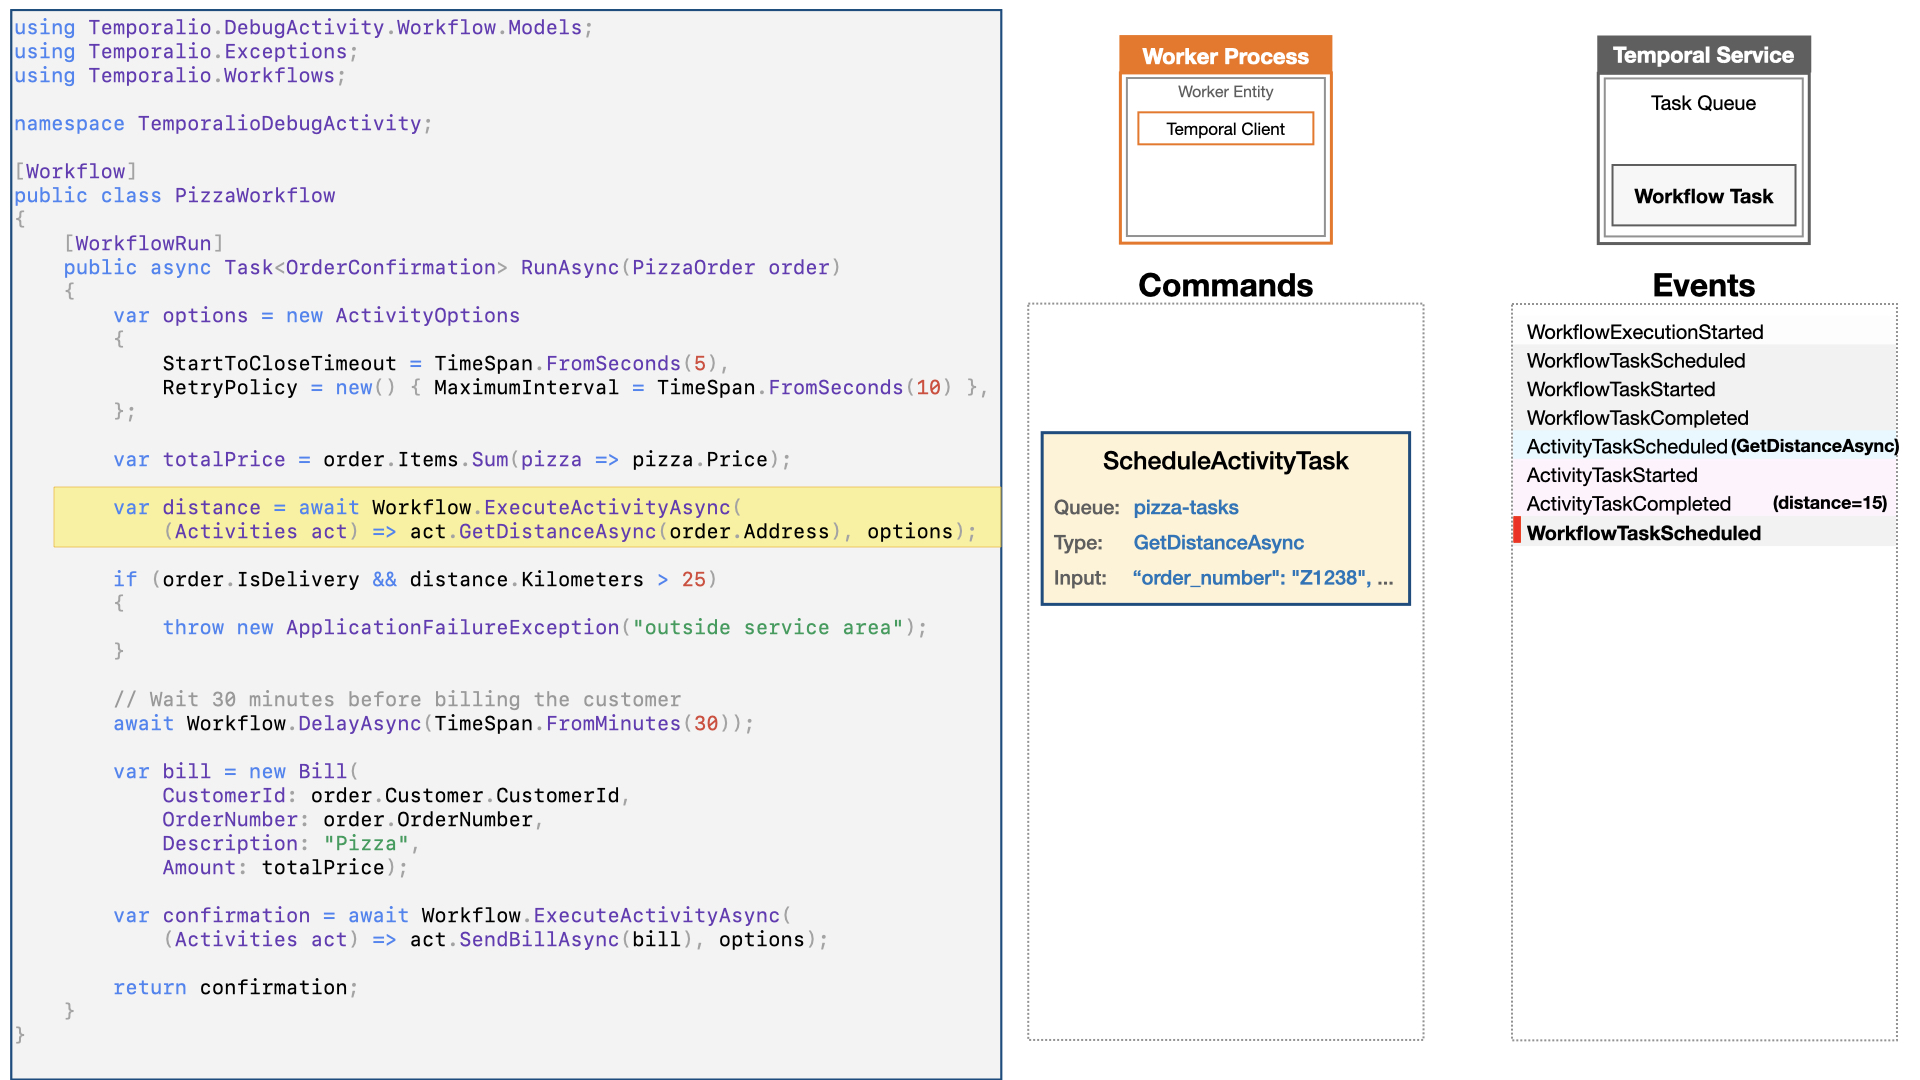 using Temporalio.DebugActivity.Workflow.Models;
using Temporalio.Exceptions;
using Temporalio.Workflows;

namespace TemporalioDebugActivity;

[Workflow]
public class PizzaWorkflow
{
    [WorkflowRun]
    public async Task<OrderConfirmation> RunAsync(PizzaOrder order)
    {
        var options = new ActivityOptions
        {
            StartToCloseTimeout = TimeSpan.FromSeconds(5),
            RetryPolicy = new() { MaximumInterval = TimeSpan.FromSeconds(10) },
        };

        var totalPrice = order.Items.Sum(pizza => pizza.Price);

        var distance = await Workflow.ExecuteActivityAsync(
            (Activities act) => act.GetDistanceAsync(order.Address), options);

        if (order.IsDelivery && distance.Kilometers > 25)
        {
            throw new ApplicationFailureException("outside service area");
        }

        // Wait 30 minutes before billing the customer
        await Workflow.DelayAsync(TimeSpan.FromMinutes(30));

        var bill = new Bill(
            CustomerId: order.Customer.CustomerId,
            OrderNumber: order.OrderNumber,
            Description: "Pizza",
            Amount: totalPrice);

        var confirmation = await Workflow.ExecuteActivityAsync(
            (Activities act) => act.SendBillAsync(bill), options);

        return confirmation;
    }
}
Worker Process
Worker Entity
Temporal Client
Commands
ScheduleActivityTask
Queue: pizza-tasks
Type: GetDistanceAsync
Input: “order_number": "Z1238", ...
Temporal Service
Task Queue
Workflow Task
Events
WorkflowExecutionStarted
WorkflowTaskScheduled
WorkflowTaskStarted
WorkflowTaskCompleted
ActivityTaskScheduled (GetDistanceAsync)
ActivityTaskStarted
ActivityTaskCompleted (distance=15)
WorkflowTaskScheduled